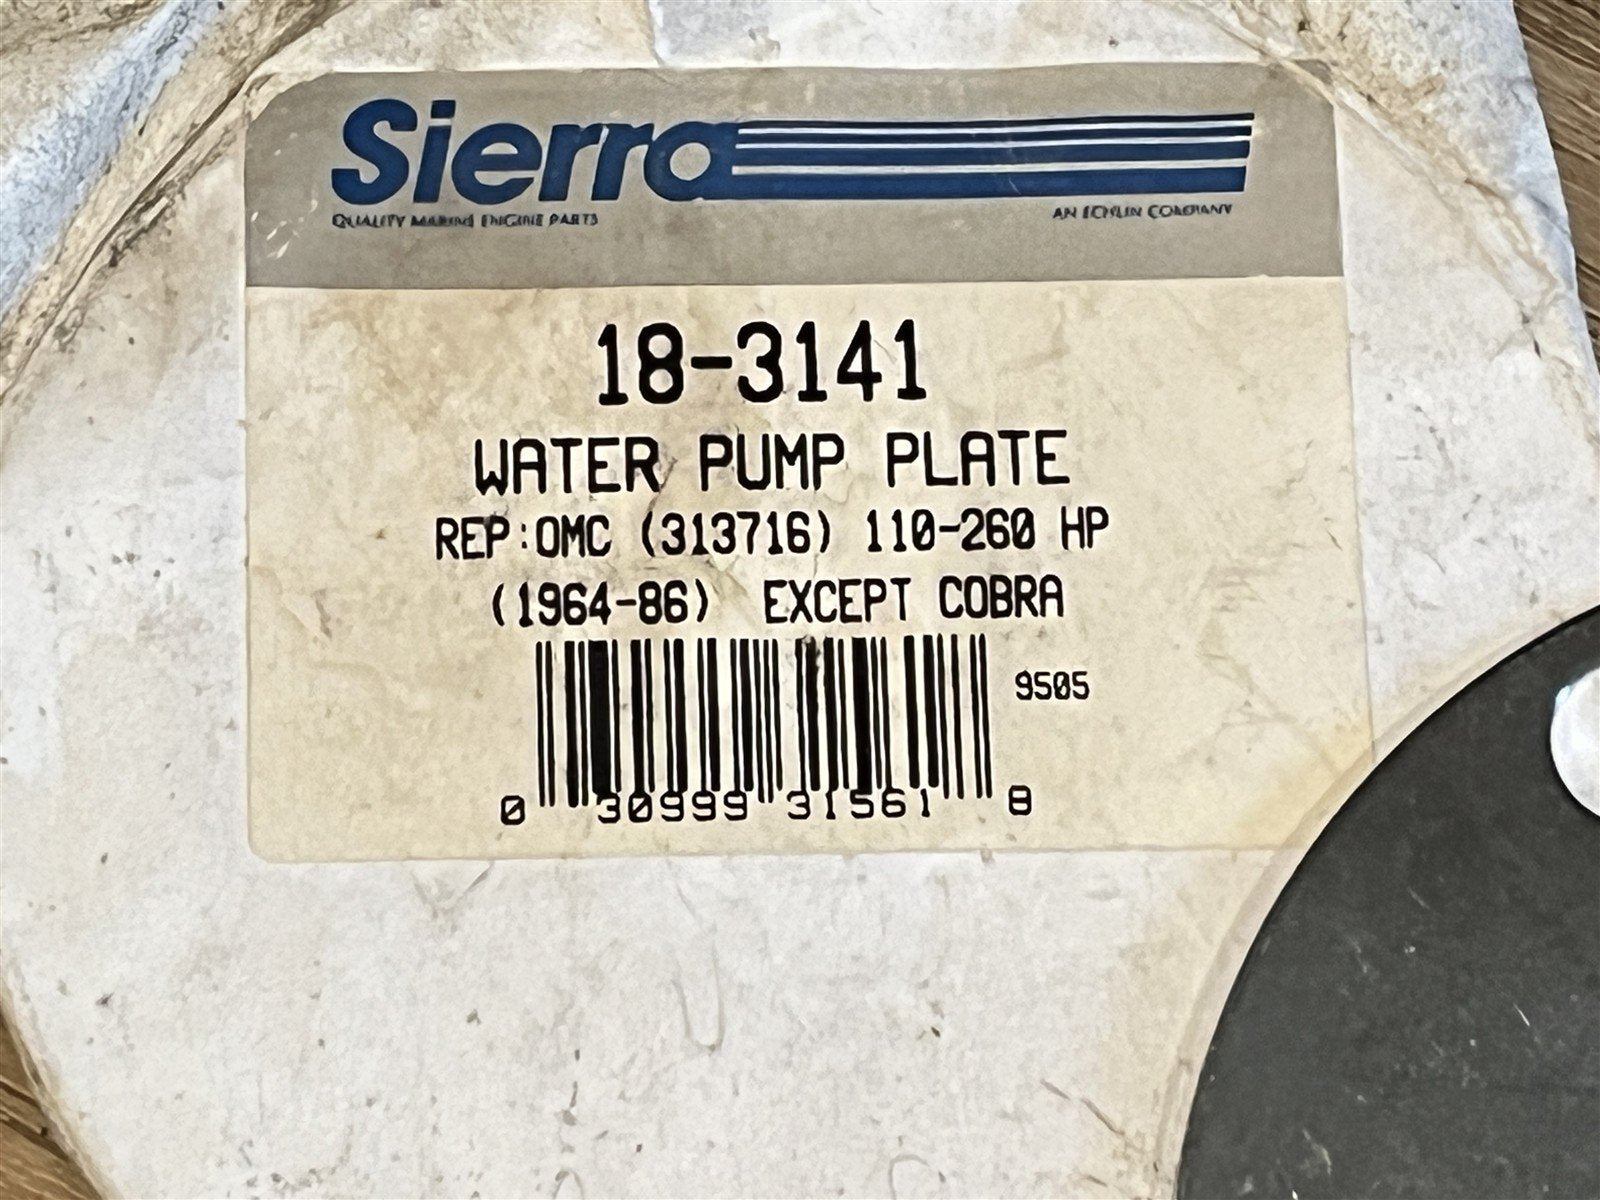 Sierra
QUALITY MARINE ENGINE PARTS
AN ECHLIN COMPANY
18-3141
WATER PUMP PLATE
REP:OMC (313716) 110-260 HP
(1964-86) EXCEPT COBRA
9505
0 30999 31561 8